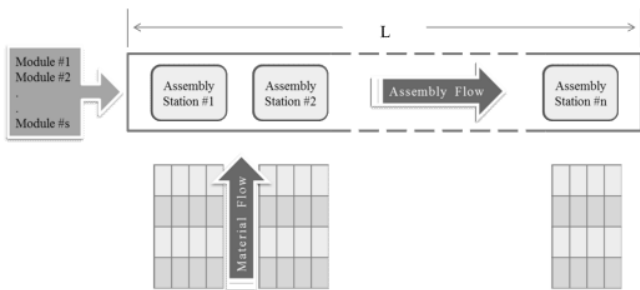 L
Module #1
Module #2
.
.
Module #s
Assembly
Station #1
Assembly
Station #2
Assembly Flow
Assembly
Station #n
Material Flow